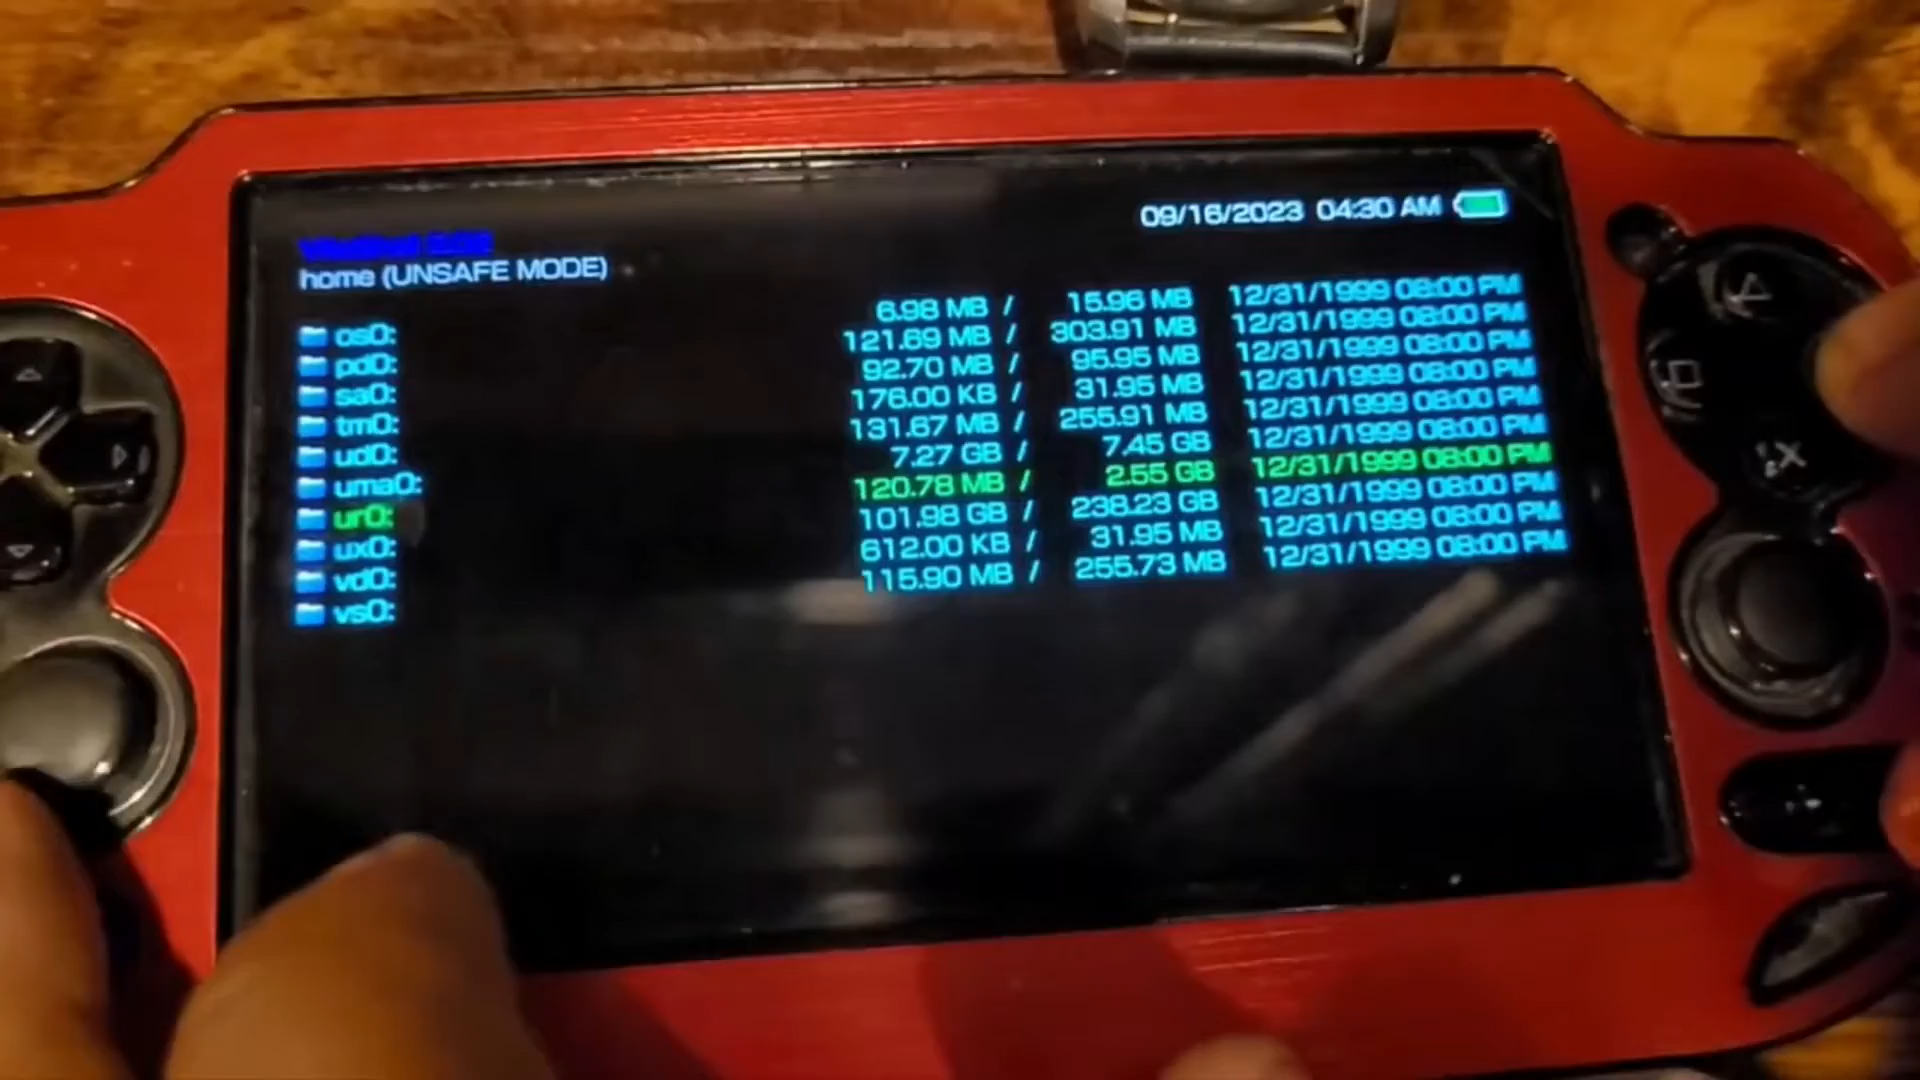 09/16/2023 04:30 AM
home (UNSAFE MODE)
os0: 6.98 MB / 15.96 MB 12/31/1999 08:00 PM
pd0: 121.69 MB / 303.91 MB 12/31/1999 08:00 PM
sa0: 92.70 MB / 95.95 MB 12/31/1999 08:00 PM
tm0: 176.00 KB / 31.95 MB 12/31/1999 08:00 PM
ud0: 131.67 MB / 255.91 MB 12/31/1999 08:00 PM
uma0: 7.27 GB / 7.45 GB 12/31/1999 08:00 PM
ur0: 120.78 MB / 2.55 GB 12/31/1999 08:00 PM
ux0: 101.98 GB / 238.23 GB 12/31/1999 08:00 PM
vd0: 612.00 KB / 31.95 MB 12/31/1999 08:00 PM
vs0: 115.90 MB / 255.73 MB 12/31/1999 08:00 PM